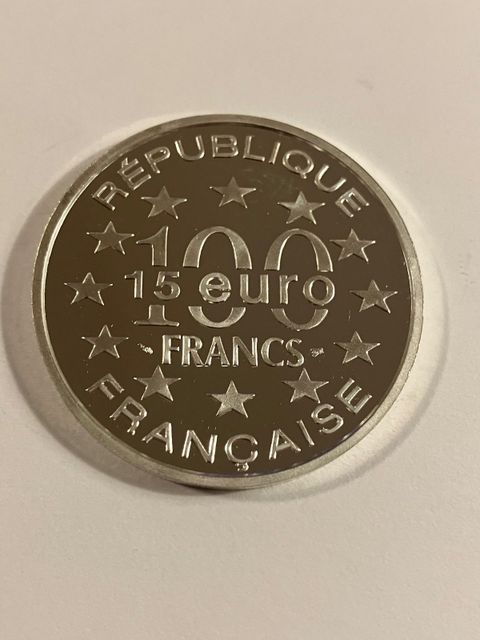 RÉPUBLIQUE
100
15 euro
FRANCS
FRANÇAISE